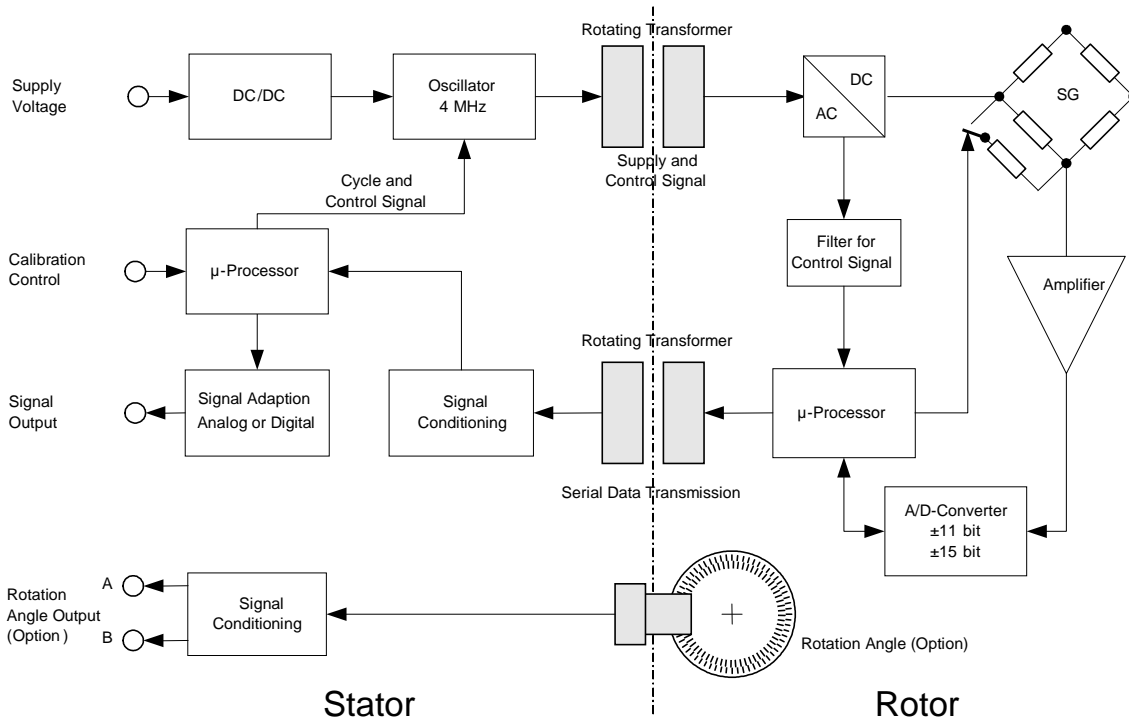 Rotating Transformer
Supply
Voltage
DC/DC
Oscillator
4 MHz
DC
AC
SG
Supply and
Control Signal
Cycle and
Control Signal
Calibration
Control
µ-Processor
Filter for
Control Signal
Amplifier
Rotating Transformer
Signal
Output
Signal Adaption
Analog or Digital
Signal
Conditioning
µ-Processor
Serial Data Transmission
A/D-Converter
±11 bit
±15 bit
Rotation
Angle Output
(Option )
A
B
Signal
Conditioning
Rotation Angle (Option)
Stator
Rotor